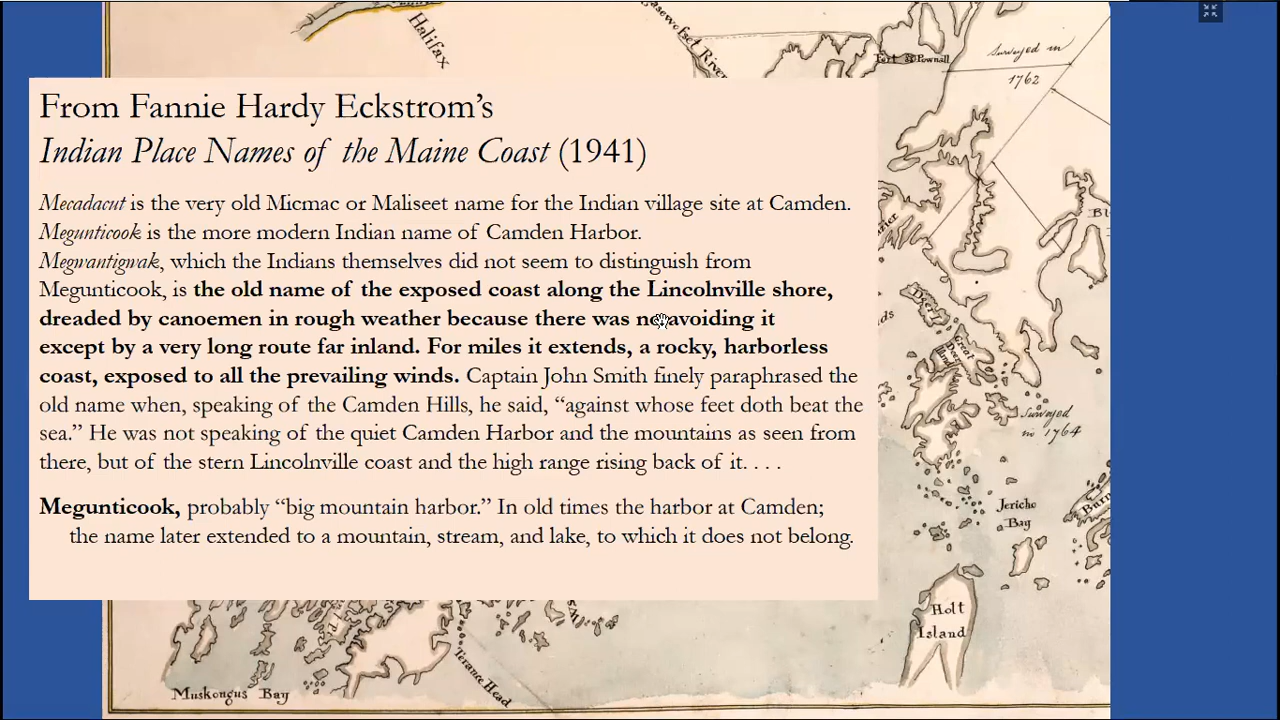 Halifax
River
Fort Pownall
Surveyed in
1762
From Fannie Hardy Eckstrom’s
Indian Place Names of the Maine Coast (1941)
Mecadacut is the very old Micmac or Maliseet name for the Indian village site at Camden.
Megunticook is the more modern Indian name of Camden Harbor.
Megwantigwak, which the Indians themselves did not seem to distinguish from
Megunticook, is the old name of the exposed coast along the Lincolnville shore,
dreaded by canoemen in rough weather because there was no avoiding it
except by a very long route far inland. For miles it extends, a rocky, harborless
coast, exposed to all the prevailing winds. Captain John Smith finely paraphrased the
old name when, speaking of the Camden Hills, he said, “against whose feet doth beat the
sea.” He was not speaking of the quiet Camden Harbor and the mountains as seen from
there, but of the stern Lincolnville coast and the high range rising back of it. . . .
Megunticook, probably “big mountain harbor.” In old times the harbor at Camden;
the name later extended to a mountain, stream, and lake, to which it does not belong.
Great
Surveyed
in 1764
Jericho
Bay
Holt
Island
Muskongus Bay
Head